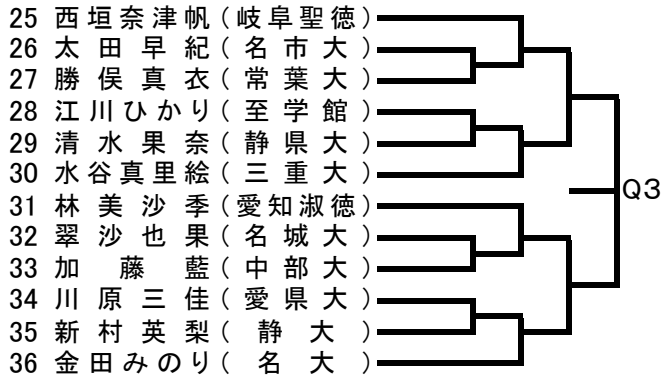 25 西垣奈津帆(岐阜聖徳)
26 太田早紀(名市大)
27 勝俣真衣(常葉大)
28 江川ひかり(至学館)
29 清水果奈(静県大)
30 水谷真里絵(三重大)
31 林美沙季(愛知淑徳)
32 翠沙也果(名城大)
33 加藤藍(中部大)
34 川原三佳(愛県大)
35 新村英梨(静大)
36 金田みのり(名大)
Q3